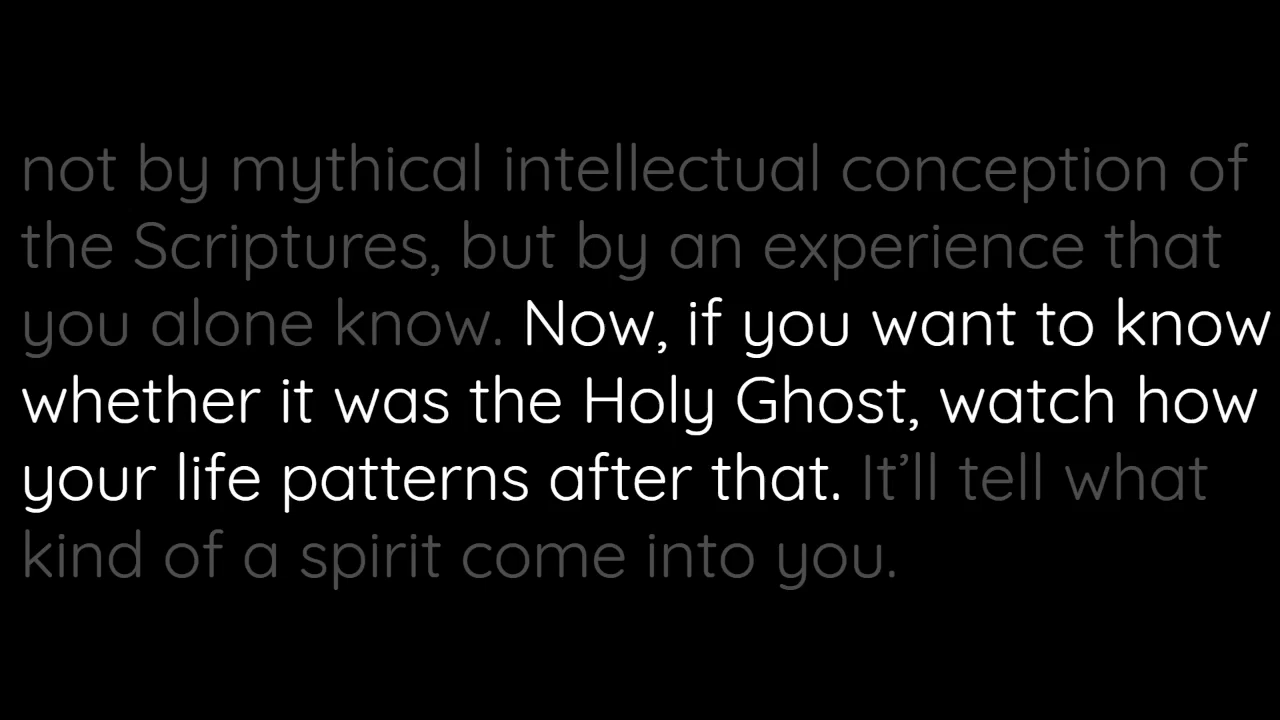 not by mythical intellectual conception of
the Scriptures, but by an experience that
you alone know. Now, if you want to know
whether it was the Holy Ghost, watch how
your life patterns after that. It’ll tell what
kind of a spirit come into you.